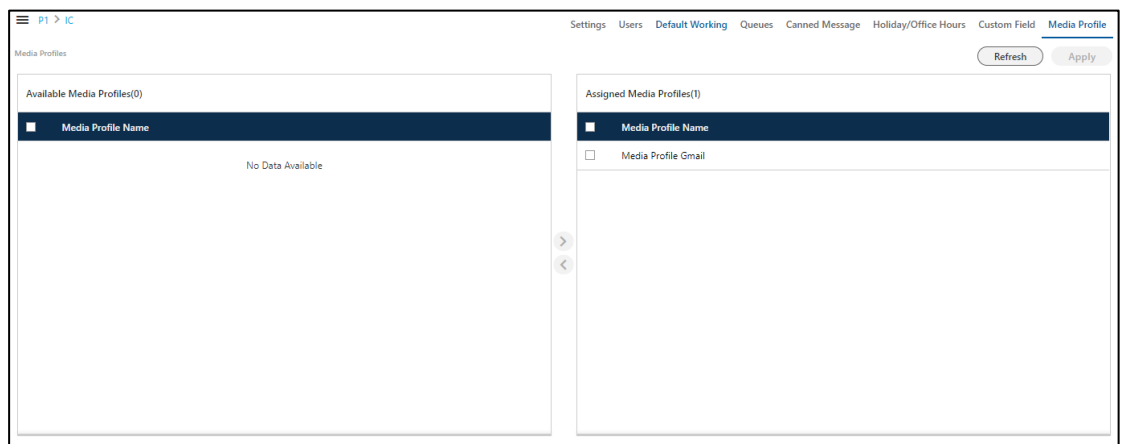 P1 > IC
Settings Users Default Working Queues Canned Message Holiday/Office Hours Custom Field Media Profile
Media Profiles
Refresh Apply
Available Media Profiles(0)
Media Profile Name
No Data Available
Assigned Media Profiles(1)
Media Profile Name
Media Profile Gmail